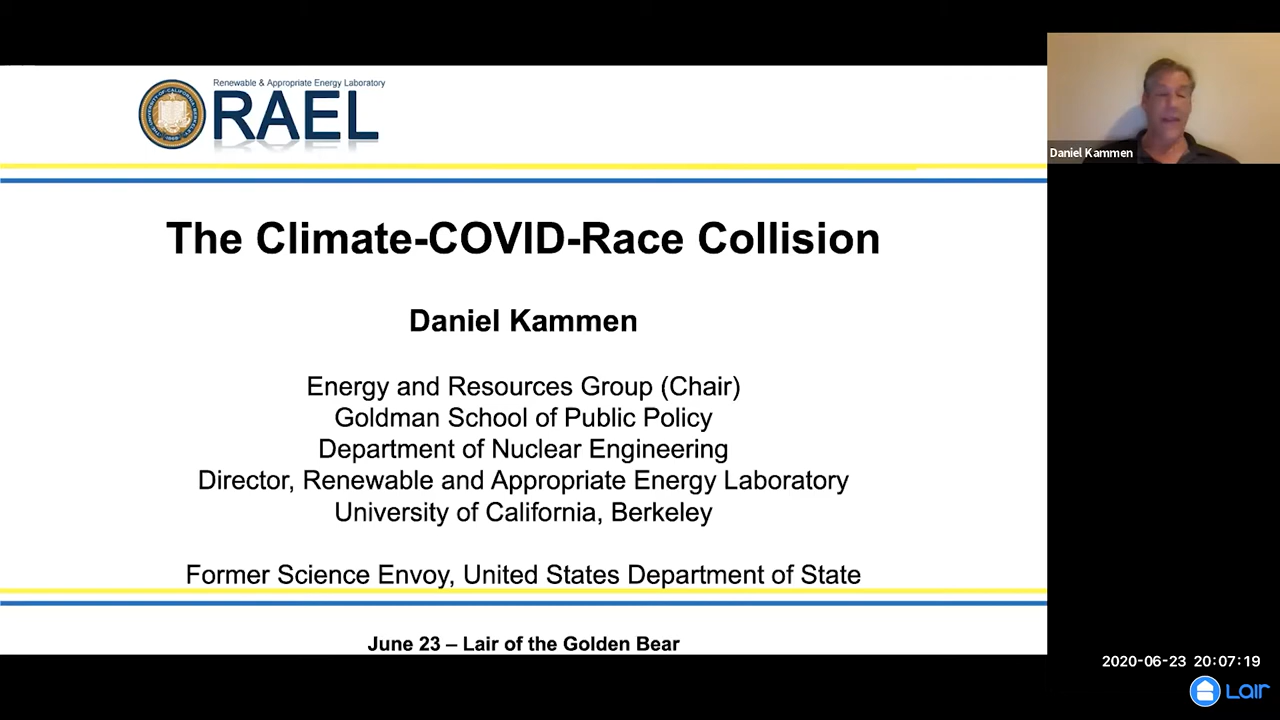 Renewable & Appropriate Energy Laboratory
RAEL
The Climate-COVID-Race Collision
Daniel Kammen
Energy and Resources Group (Chair)
Goldman School of Public Policy
Department of Nuclear Engineering
Director, Renewable and Appropriate Energy Laboratory
University of California, Berkeley
Former Science Envoy, United States Department of State
June 23 – Lair of the Golden Bear
Daniel Kammen
2020-06-23 20:07:19
Lair